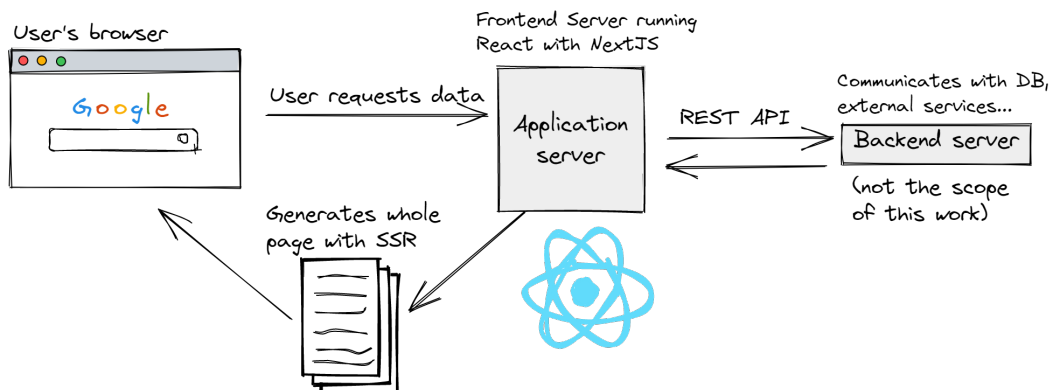 User's browser
Google
User requests data
Frontend Server running
React with NextJS
Application
server
REST API
Communicates with DB,
external services...
Backend server
(not the scope
of this work)
Generates whole
page with SSR